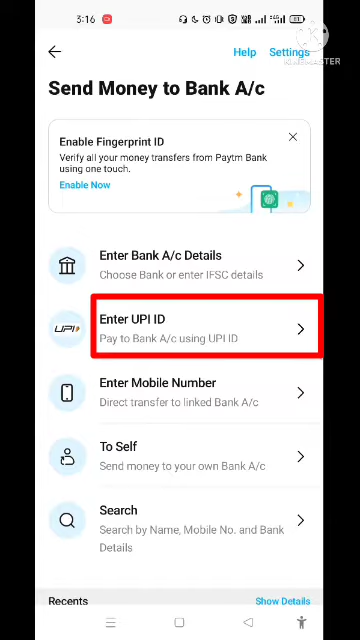 3:16
Help Settings
KINEMASTER
Send Money to Bank A/c
Enable Fingerprint ID
Verify all your money transfers from Paytm Bank
using one touch.
Enable Now
Enter Bank A/c Details
Choose Bank or enter IFSC details
UPI
Enter UPI ID
Pay to Bank A/c using UPI ID
Enter Mobile Number
Direct transfer to linked Bank A/c
To Self
Send money to your own Bank A/c
Search
Search by Name, Mobile No. and Bank
Details
Recents Show Details